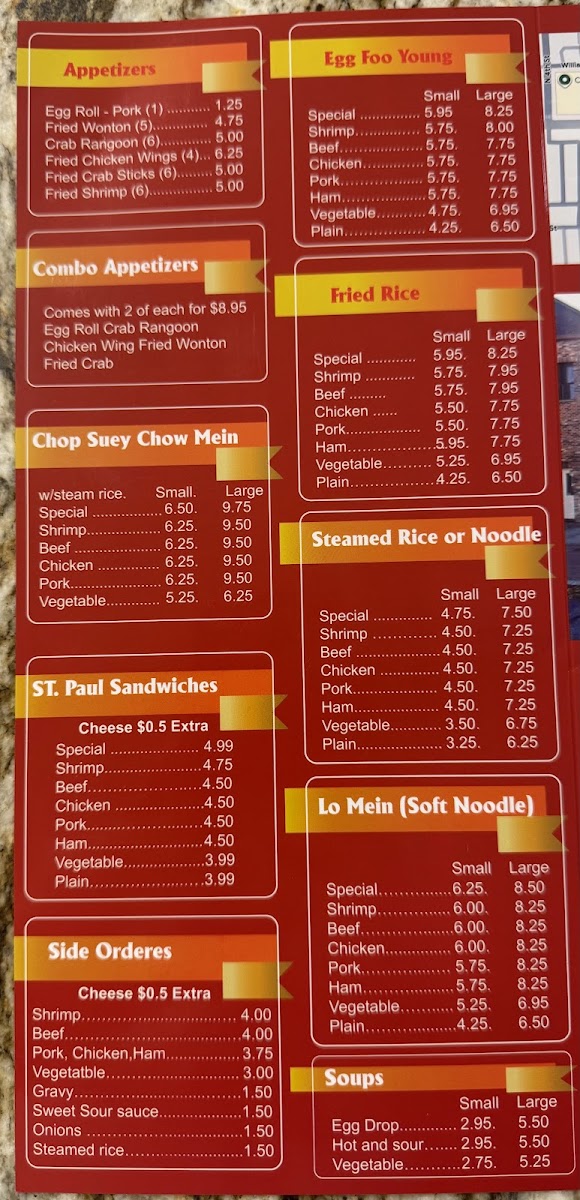 Appetizers
Egg Roll - Pork (1) ........... 1.25
Fried Wonton (5)............... 4.75
Crab Rangoon (6)............. 5.00
Fried Chicken Wings (4)... 6.25
Fried Crab Sticks (6)......... 5.00
Fried Shrimp (6)................ 5.00
Combo Appetizers
Comes with 2 of each for $8.95
Egg Roll Crab Rangoon
Chicken Wing Fried Wonton
Fried Crab
Chop Suey Chow Mein
w/steam rice. Small. Large
Special ................ 6.50. 9.75
Shrimp................. 6.25. 9.50
Beef .................... 6.25. 9.50
Chicken .............. 6.25. 9.50
Pork..................... 6.25. 9.50
Vegetable............ 5.25. 6.25
ST. Paul Sandwiches
Cheese $0.5 Extra
Special .................... 4.99
Shrimp...................... 4.75
Beef.......................... 4.50
Chicken .................... 4.50
Pork.......................... 4.50
Ham.......................... 4.50
Vegetable.................. 3.99
Plain.......................... 3.99
Side Orderes
Cheese $0.5 Extra
Shrimp.................................... 4.00
Beef........................................ 4.00
Pork, Chicken,Ham................. 3.75
Vegetatble............................... 3.00
Gravy....................................... 1.50
Sweet Sour sauce................... 1.50
Onions .................................... 1.50
Steamed rice........................... 1.50
Egg Foo Young
Small Large
Special .............. 5.95 8.25
Shrimp................ 5.75. 8.00
Beef.................... 5.75. 7.75
Chicken.............. 5.75. 7.75
Pork.................... 5.75. 7.75
Ham.................... 5.75. 7.75
Vegetable........... 4.75. 6.95
Plain................... 4.25. 6.50
Fried Rice
Small Large
Special ............ 5.95. 8.25
Shrimp ............ 5.75. 7.95
Beef ......... 5.75. 7.95
Chicken ...... 5.50. 7.75
Pork.................. 5.50. 7.75
Ham.....................5.95. 7.75
Vegetable........... 5.25. 6.95
Plain.....................4.25. 6.50
Steamed Rice or Noodle
Small Large
Special .............. 4.75. 7.50
Shrimp ............... 4.50. 7.25
Beef .................... 4.50. 7.25
Chicken .............. 4.50. 7.25
Pork..................... 4.50. 7.25
Ham..................... 4.50. 7.25
Vegetable............ 3.50. 6.75
Plain.................... 3.25. 6.25
Lo Mein (Soft Noodle)
Small Large
Special................ 6.25. 8.50
Shrimp................ 6.00. 8.25
Beef.................... 6.00. 8.25
Chicken.............. 6.00. 8.25
Pork.................... 5.75. 8.25
Ham.................... 5.75. 8.25
Vegetable........... 5.25. 6.95
Plain................... 4.25. 6.50
Soups
Small Large
Egg Drop............. 2.95. 5.50
Hot and sour....... 2.95. 5.50
Vegetable............ 2.75. 5.25
N 4th St